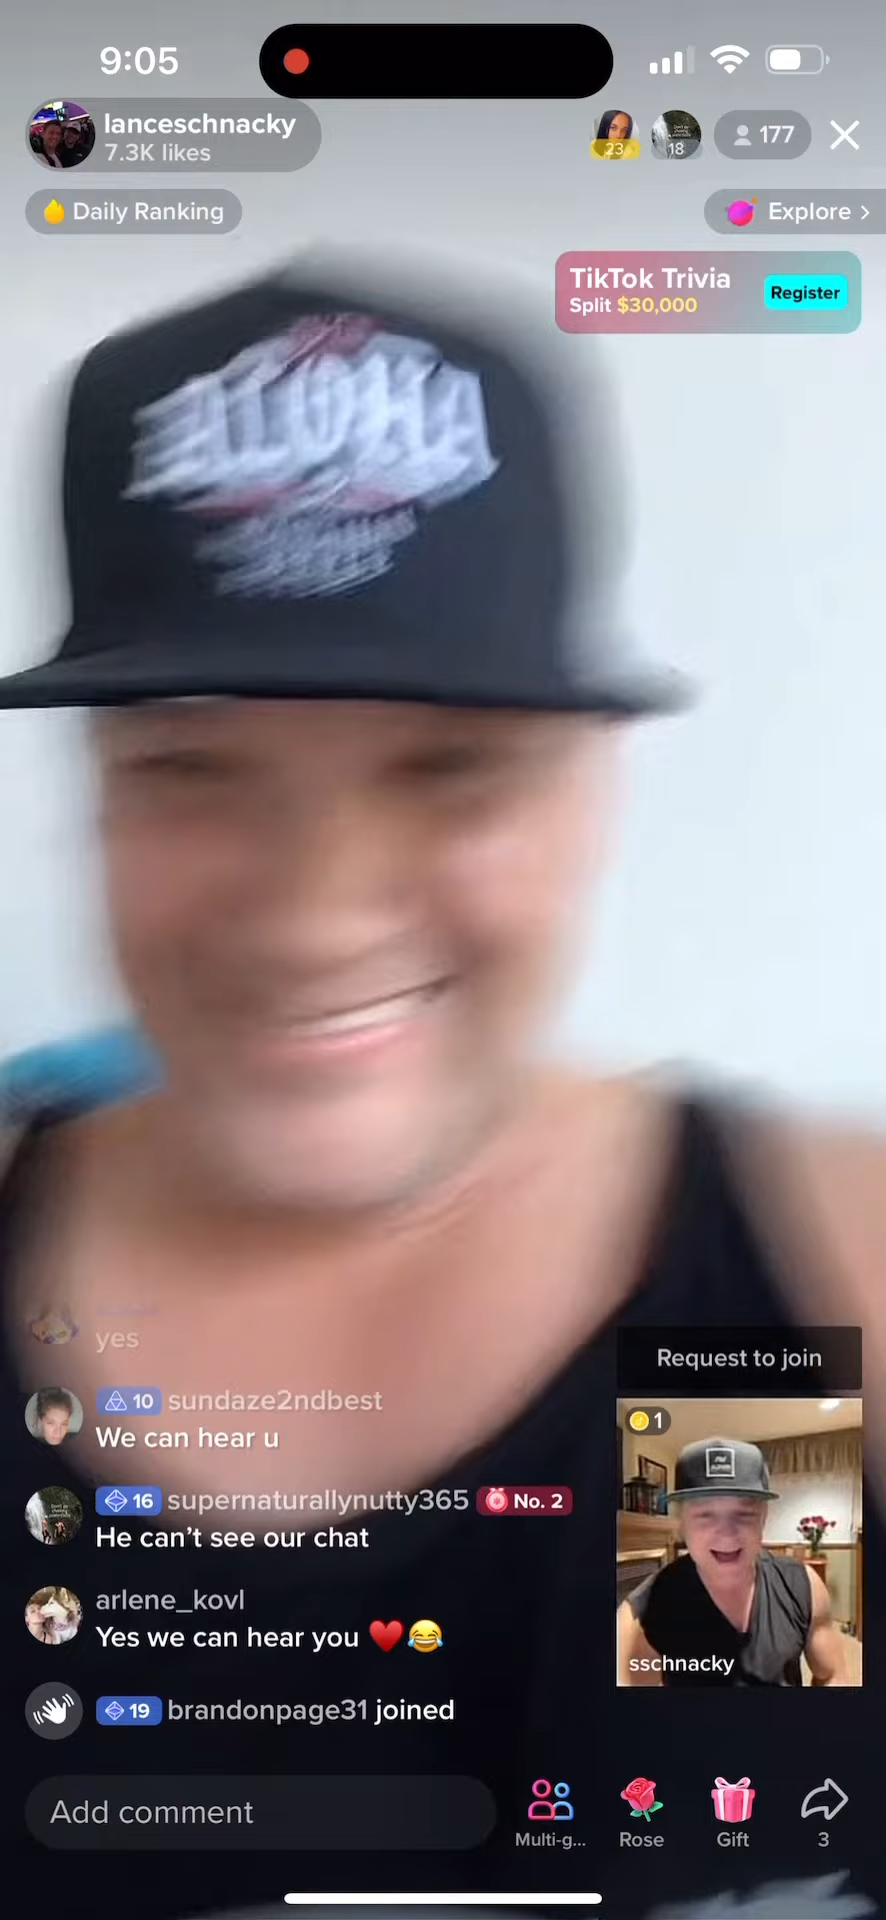 9:05
lanceschnacky
7.3K likes
23
18
177
Daily Ranking
Explore >
TikTok Trivia
Split $30,000
Register
ALOHA
yes
Request to join
10 sundaze2ndbest
We can hear u
1
16 supernaturallynutty365 No. 2
He can’t see our chat
arlene_kovl
Yes we can hear you ❤️😂
sschnacky
19 brandonpage31 joined
Add comment
Multi-g...
Rose
Gift
3